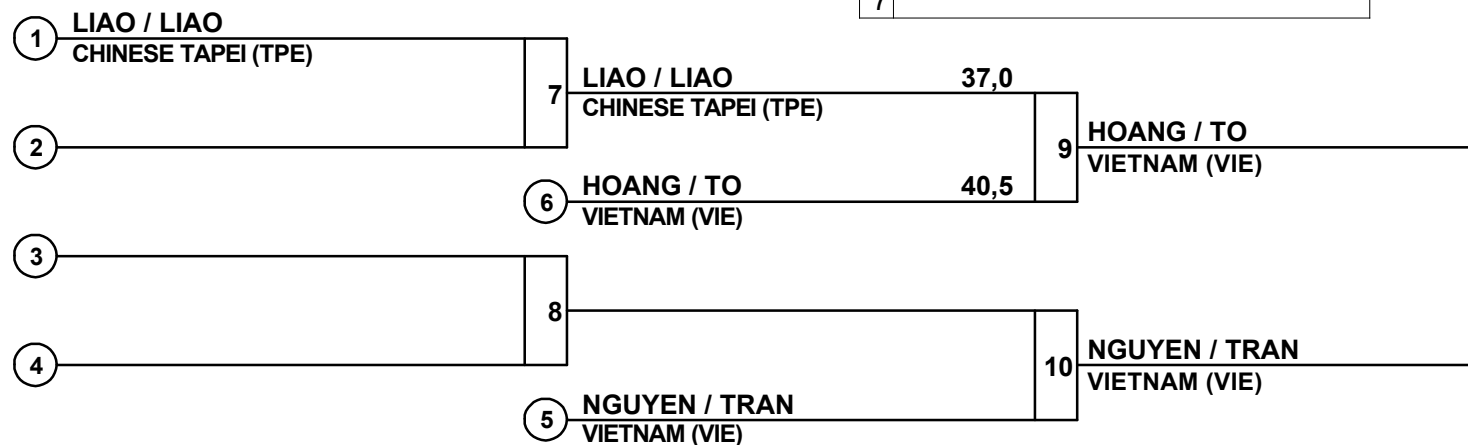 7
1 LIAO / LIAO
CHINESE TAPEI (TPE)
7 LIAO / LIAO 37,0
CHINESE TAPEI (TPE)
2
9 HOANG / TO
VIETNAM (VIE)
6 HOANG / TO 40,5
VIETNAM (VIE)
3
8
4
10 NGUYEN / TRAN
VIETNAM (VIE)
5 NGUYEN / TRAN
VIETNAM (VIE)